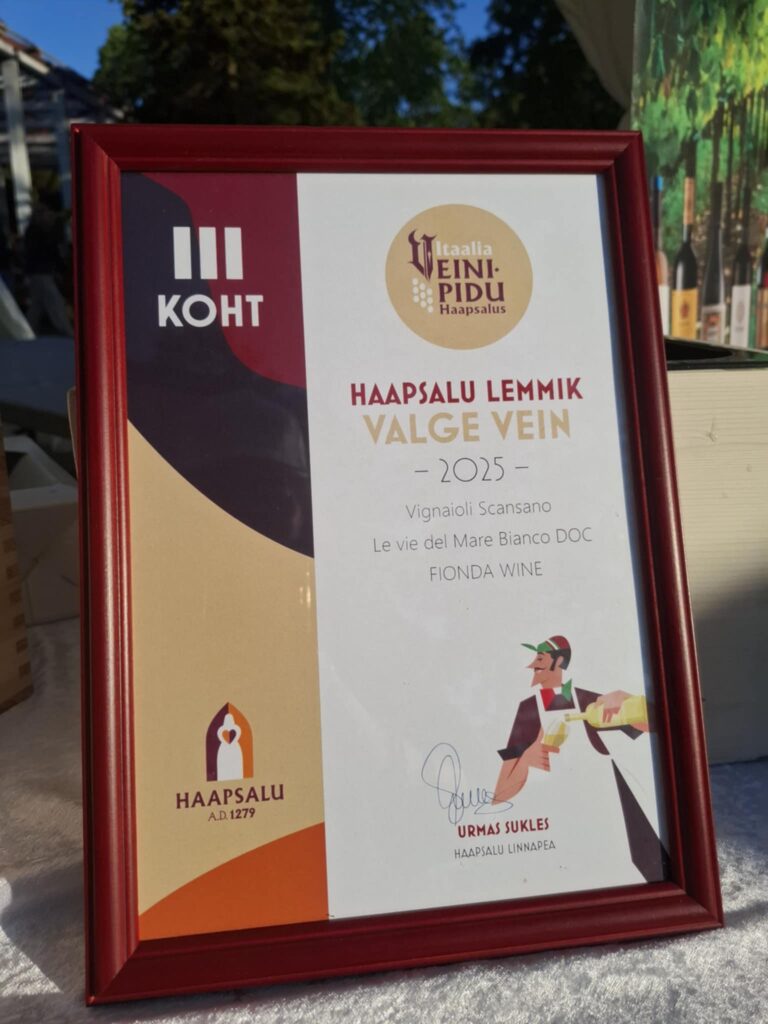 III
KOHT
Itaalia
VEINI-
PIDU
Haapsalus
HAAPSALU LEMMIK
VALGE VEIN
– 2025 –
Vignaioli Scansano
Le vie del Mare Bianco DOC
FIONDA WINE
HAAPSALU
A.D. 1279
URMAS SUKLES
HAAPSALU LINNAPEA